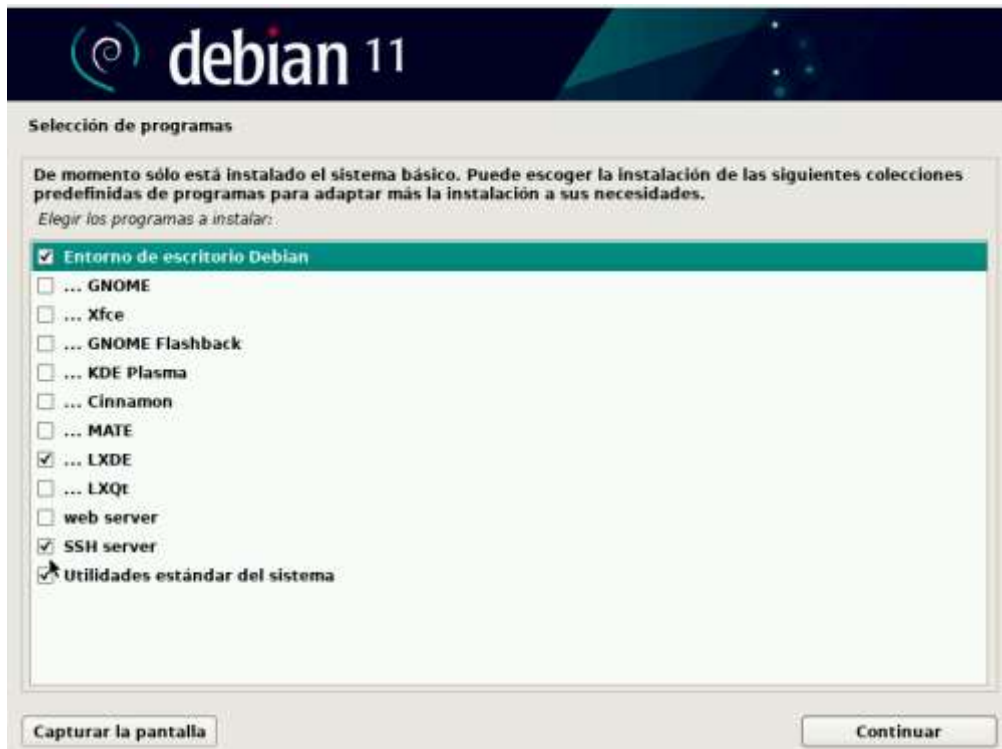 debian 11
Selección de programas
De momento sólo está instalado el sistema básico. Puede escoger la instalación de las siguientes colecciones
predefinidas de programas para adaptar más la instalación a sus necesidades.
Elegir los programas a instalar:
Entorno de escritorio Debian
... GNOME
... Xfce
... GNOME Flashback
... KDE Plasma
... Cinnamon
... MATE
... LXDE
... LXQt
web server
SSH server
Utilidades estándar del sistema
Capturar la pantalla
Continuar